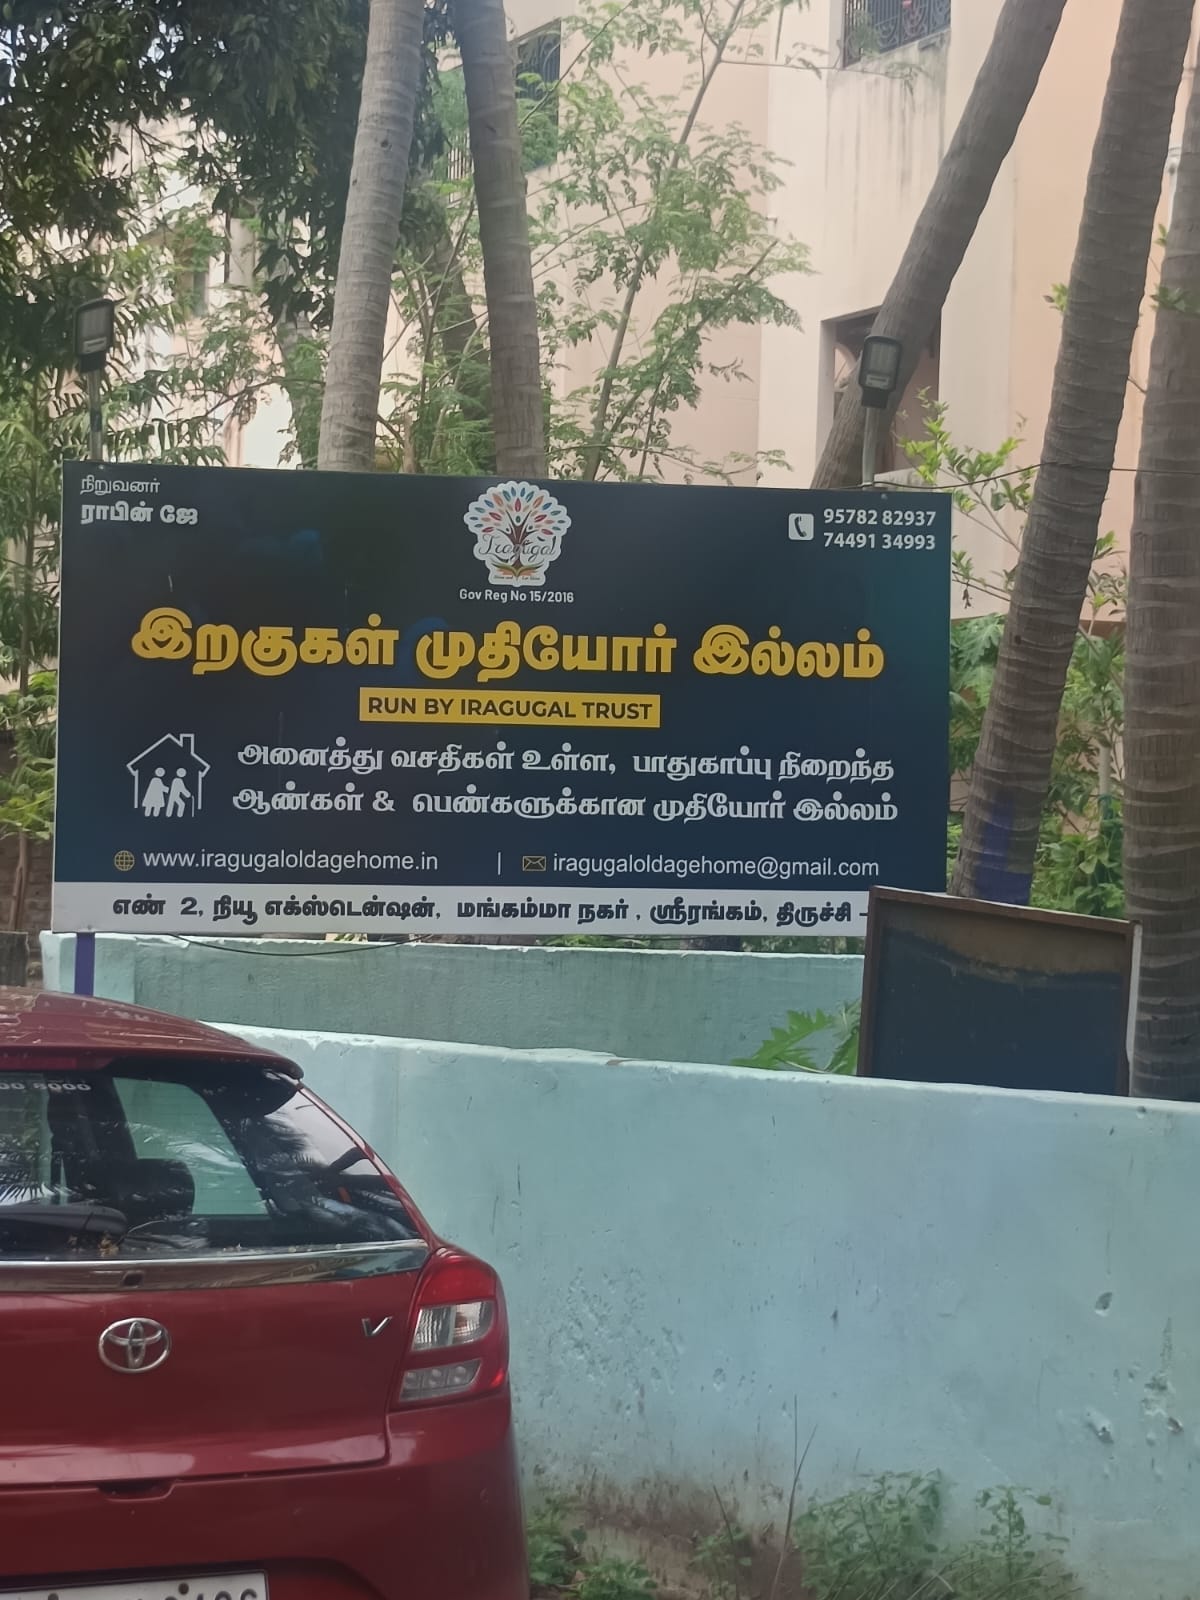 நிறுவனர்
ராபின் ஜே
95782 82937
74491 34993
Iragugal
Gov Reg No 15/2016
இறகுகள் முதியோர் இல்லம்
RUN BY IRAGUGAL TRUST
அனைத்து வசதிகள் உள்ள, பாதுகாப்பு நிறைந்த
ஆண்கள் & பெண்களுக்கான முதியோர் இல்லம்
www.iragugaloldagehome.in | iragugaloldagehome@gmail.com
எண் 2, நியூ எக்ஸ்டென்ஷன், மங்கம்மா நகர் , ஸ்ரீரங்கம், திருச்சி -
V